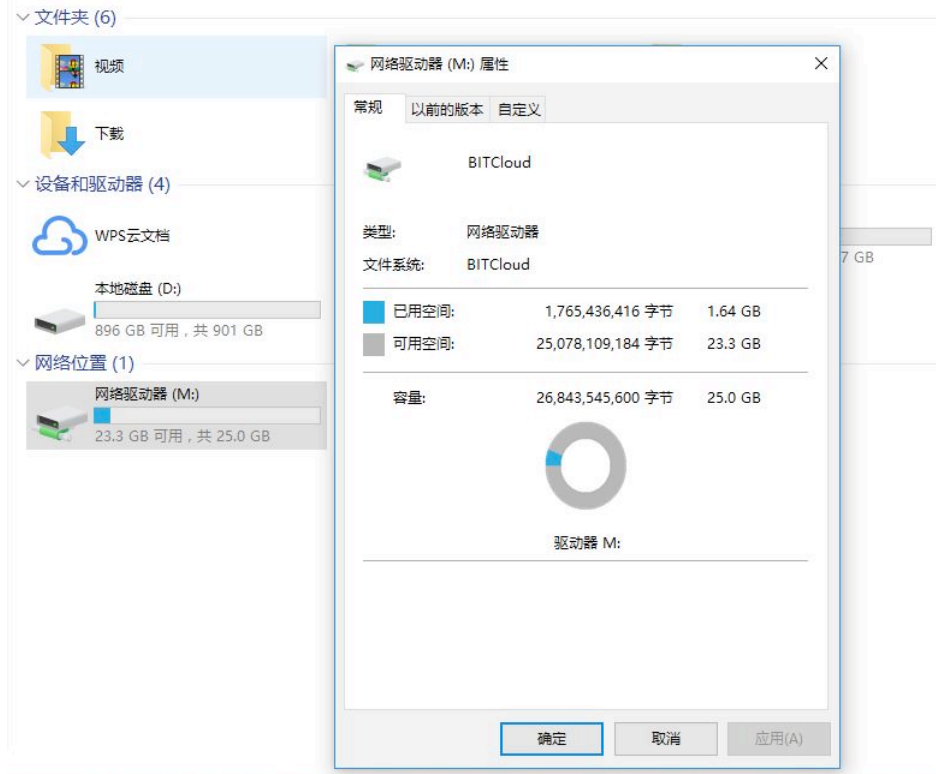 文件夹 (6)
视频
下载
设备和驱动器 (4)
WPS云文档
本地磁盘 (D:)
896 GB 可用，共 901 GB
网络位置 (1)
网络驱动器 (M:)
23.3 GB 可用，共 25.0 GB
7 GB
网络驱动器 (M:) 属性
常规 以前的版本 自定义
BITCloud
类型: 网络驱动器
文件系统: BITCloud
已用空间: 1,765,436,416 字节 1.64 GB
可用空间: 25,078,109,184 字节 23.3 GB
容量: 26,843,545,600 字节 25.0 GB
驱动器 M:
确定 取消 应用(A)